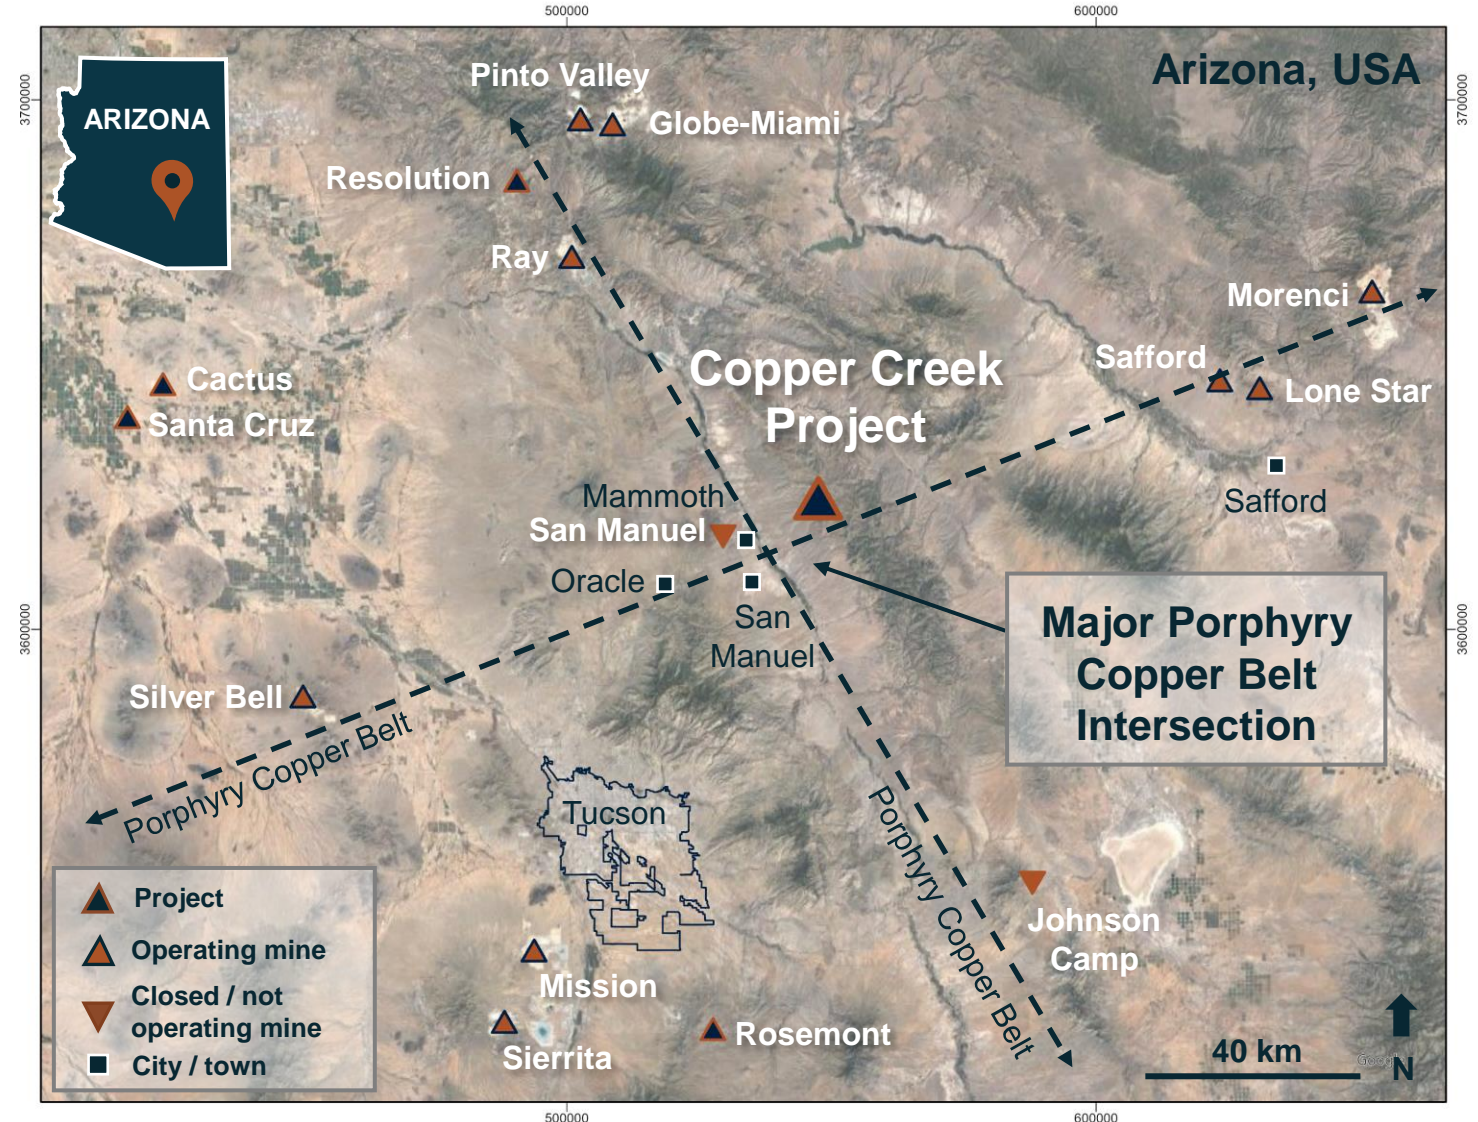 500000
600000
Arizona, USA
3700000
3700000
ARIZONA
Pinto Valley
Globe-Miami
Resolution
Ray
Morenci
Safford
Lone Star
Copper Creek
Project
Cactus
Santa Cruz
Safford
Mammoth
San Manuel
Oracle
San
Manuel
3600000
3600000
Major Porphyry
Copper Belt
Intersection
Silver Bell
Porphyry Copper Belt
Tucson
Porphyry Copper Belt
Johnson
Camp
Project
Operating mine
Closed / not
operating mine
City / town
Mission
Sierrita
Rosemont
40 km
N
500000
600000